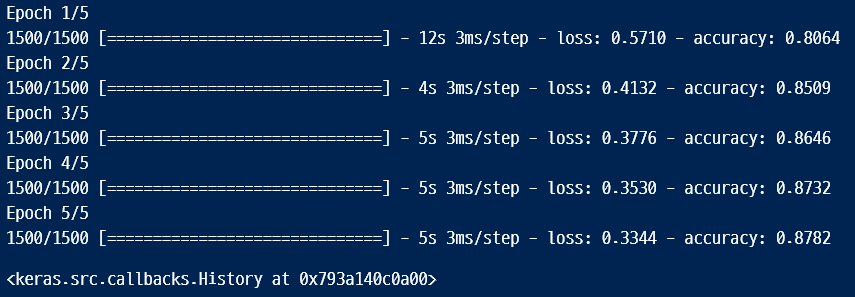 Epoch 1/5
1500/1500 [==============================] - 12s 3ms/step - loss: 0.5710 - accuracy: 0.8064
Epoch 2/5
1500/1500 [==============================] - 4s 3ms/step - loss: 0.4132 - accuracy: 0.8509
Epoch 3/5
1500/1500 [==============================] - 5s 3ms/step - loss: 0.3776 - accuracy: 0.8646
Epoch 4/5
1500/1500 [==============================] - 5s 3ms/step - loss: 0.3530 - accuracy: 0.8732
Epoch 5/5
1500/1500 [==============================] - 5s 3ms/step - loss: 0.3344 - accuracy: 0.8782
<keras.src.callbacks.History at 0x793a140c0a00>